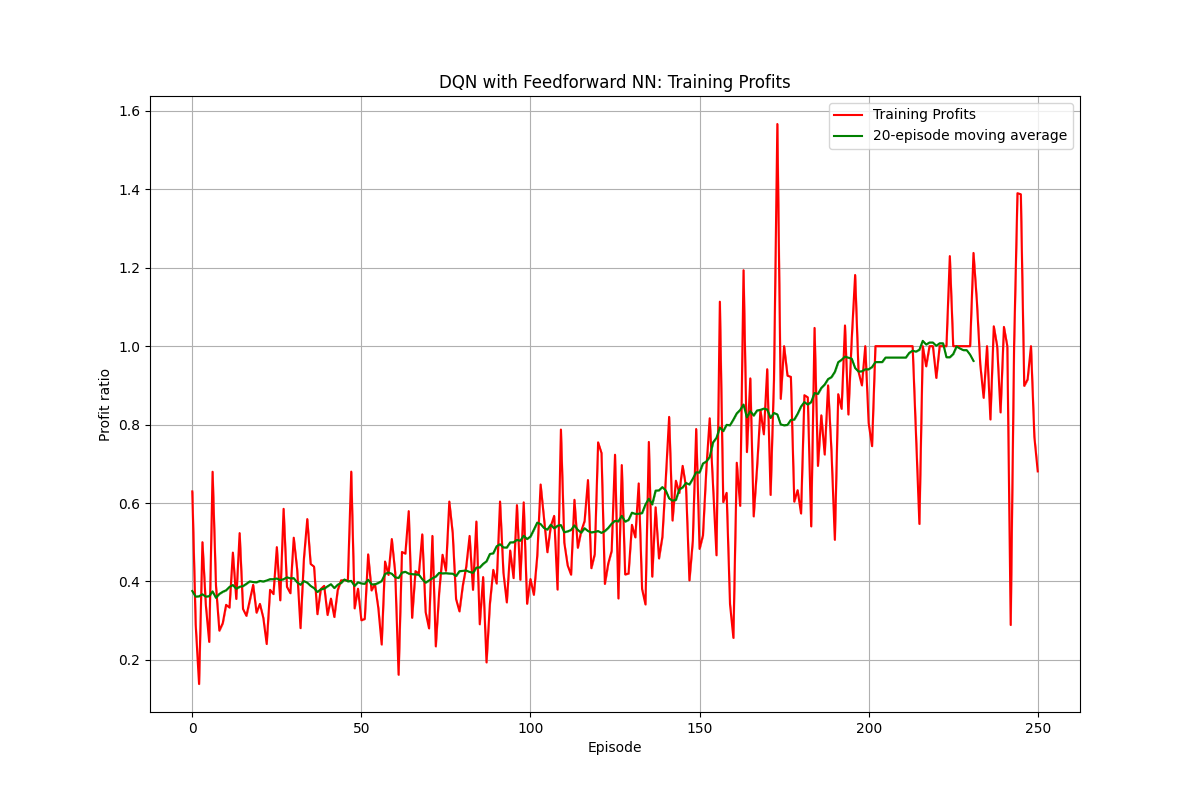 DQN with Feedforward NN: Training Profits
Training Profits
20-episode moving average
Profit ratio
1.6
1.4
1.2
1.0
0.8
0.6
0.4
0.2
0 50 100 150 200 250
Episode